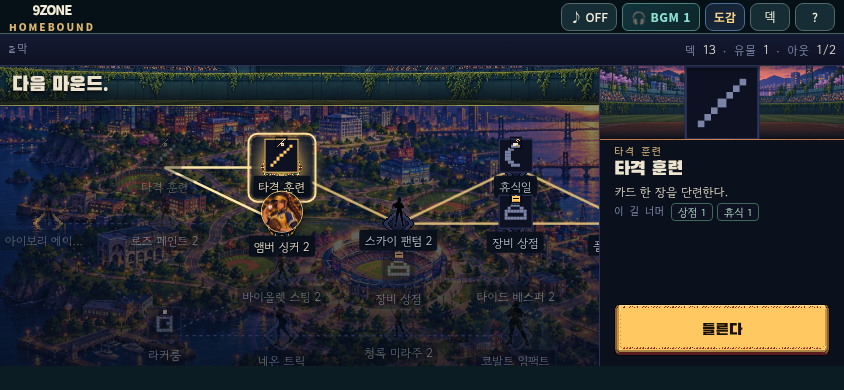 9ZONE
HOMEBOUND
♪ OFF
🎧 BGM 1
도감
덱
?
2막
덱 13 · 유물 1 · 아웃 1/2
다음 마운드.
타격 훈련
타격 훈련
휴식일
아이보리 에이...
로즈 페인트 2
앰버 싱커 2
스카이 팬텀 2
장비 상점
바이올렛 스팅 2
장비 상점
타이드 베스퍼 2
라커룸
네온 트릭
청록 미라주 2
코발트 임팩트
타격 훈련
타격 훈련
카드 한 장을 단련한다.
이 길 너머
상점 1
휴식 1
들른다